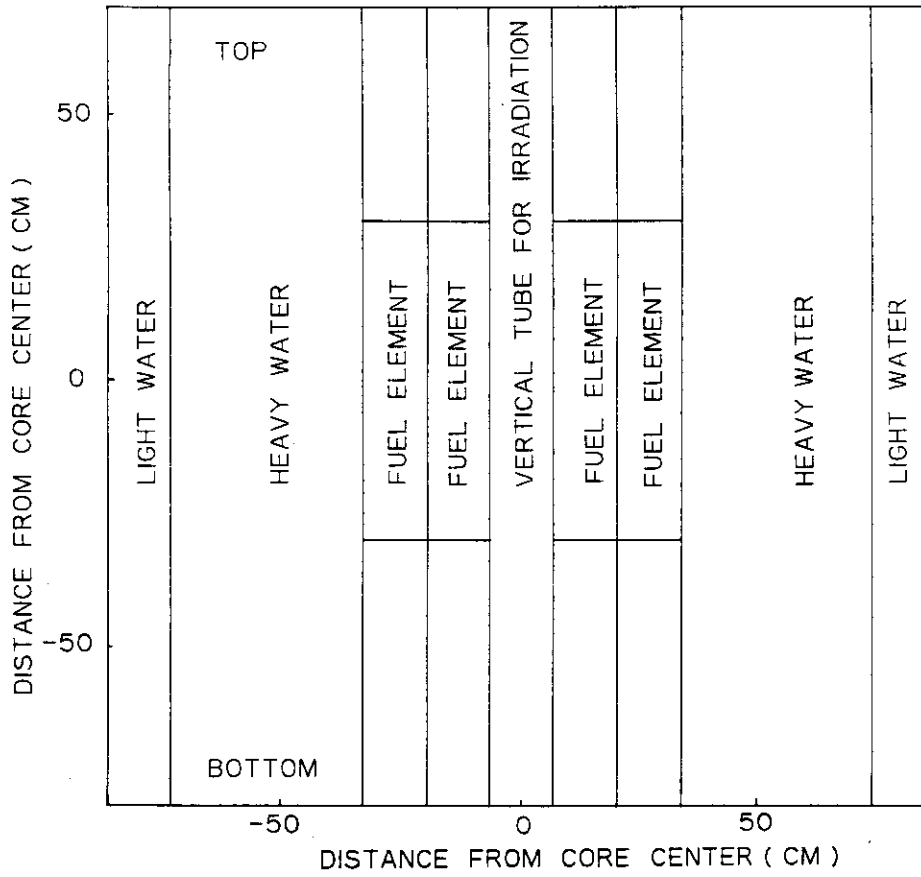 TOP
50
0
-50
DISTANCE FROM CORE CENTER ( CM )
LIGHT WATER
HEAVY WATER
FUEL ELEMENT
FUEL ELEMENT
VERTICAL TUBE FOR IRRADIATION
FUEL ELEMENT
FUEL ELEMENT
HEAVY WATER
LIGHT WATER
BOTTOM
-50
0
50
DISTANCE FROM CORE CENTER ( CM )